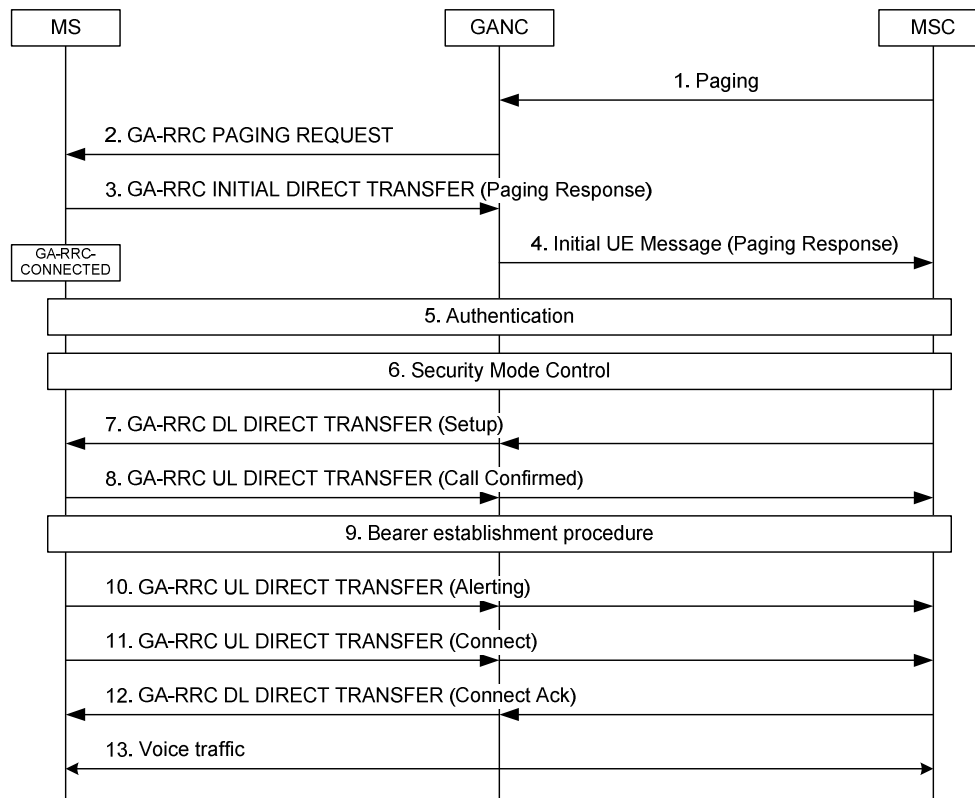 MS
GANC
MSC
1. Paging
2. GA-RRC PAGING REQUEST
3. GA-RRC INITIAL DIRECT TRANSFER (Paging Response)
4. Initial UE Message (Paging Response)
GA-RRC-
CONNECTED
5. Authentication
6. Security Mode Control
7. GA-RRC DL DIRECT TRANSFER (Setup)
8. GA-RRC UL DIRECT TRANSFER (Call Confirmed)
9. Bearer establishment procedure
10. GA-RRC UL DIRECT TRANSFER (Alerting)
11. GA-RRC UL DIRECT TRANSFER (Connect)
12. GA-RRC DL DIRECT TRANSFER (Connect Ack)
13. Voice traffic